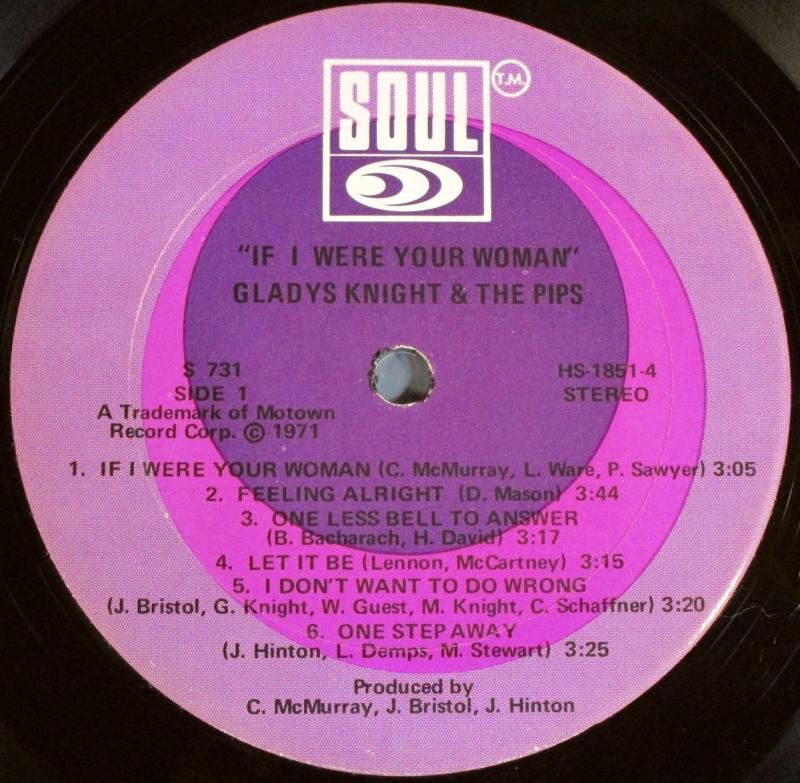 SOUL
T.M.
"IF I WERE YOUR WOMAN"
GLADYS KNIGHT & THE PIPS
S 731
SIDE 1
A Trademark of Motown
Record Corp. © 1971
HS-1851-4
STEREO
1. IF I WERE YOUR WOMAN (C. McMurray, L. Ware, P. Sawyer) 3:05
2. FEELING ALRIGHT (D. Mason) 3:44
3. ONE LESS BELL TO ANSWER
(B. Bacharach, H. David) 3:17
4. LET IT BE (Lennon, McCartney) 3:15
5. I DON'T WANT TO DO WRONG
(J. Bristol, G. Knight, W. Guest, M. Knight, C. Schaffner) 3:20
6. ONE STEP AWAY
(J. Hinton, L. Demps, M. Stewart) 3:25
Produced by
C. McMurray, J. Bristol, J. Hinton